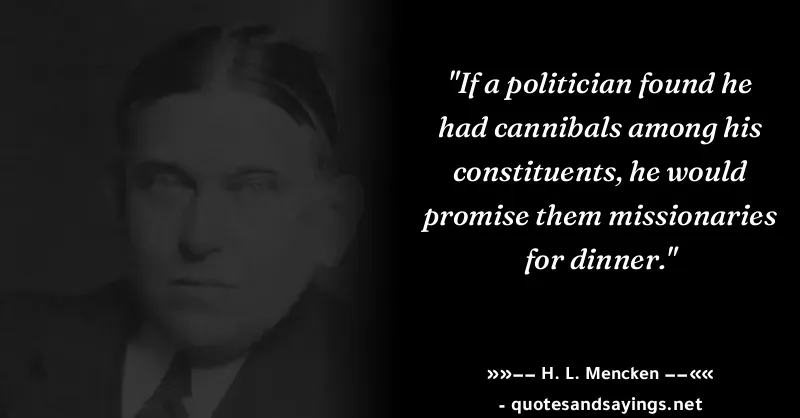 "If a politician found he
had cannibals among his
constituents, he would
promise them missionaries
for dinner."
»»–– H. L. Mencken ––««
- quotesandsayings.net